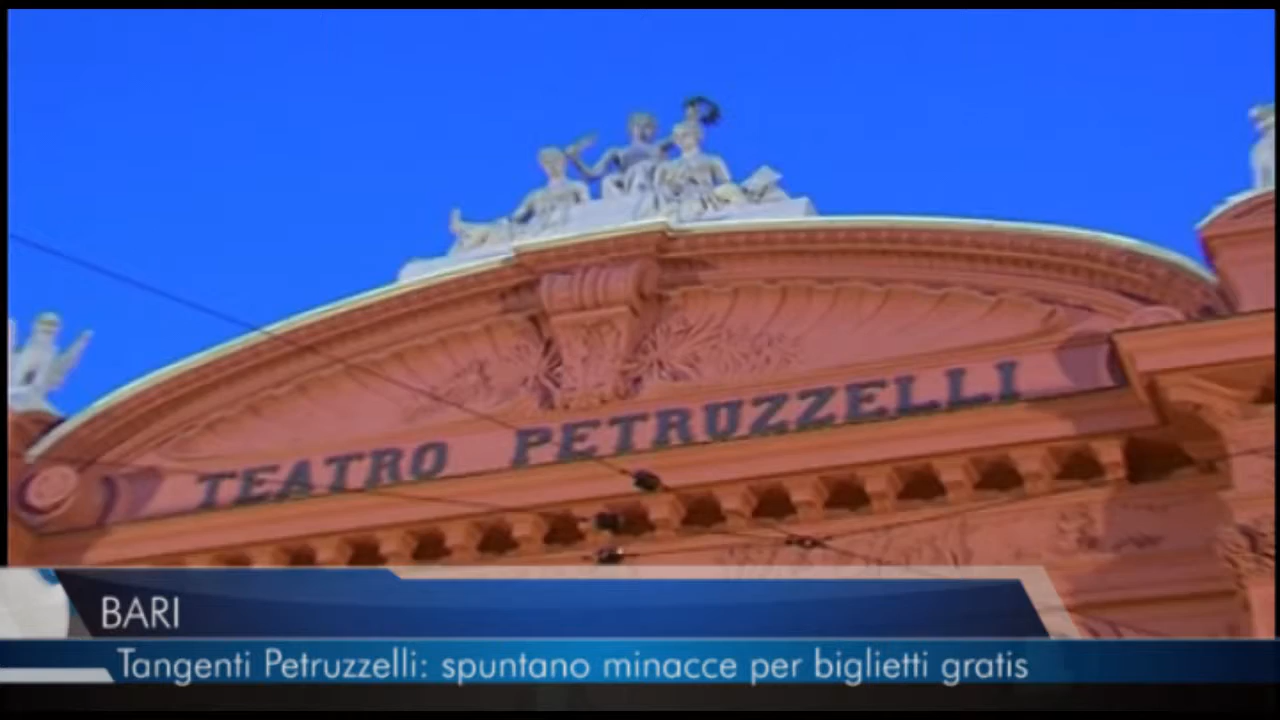 TEATRO PETRUZZELLI
BARI
Tangenti Petruzzelli: spuntano minacce per biglietti gratis